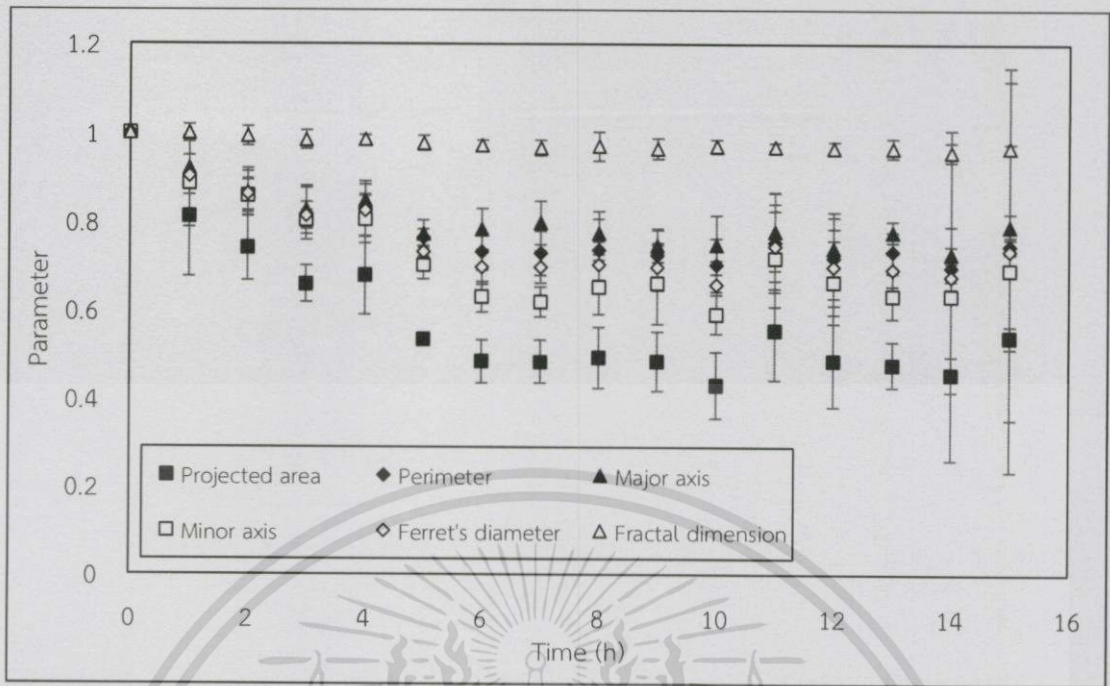 1.2
1
0.8
0.6
0.4
0.2
0
Parameter
Projected area Perimeter Major axis
Minor axis Ferret's diameter Fractal dimension
0 2 4 6 8 10 12 14 16
Time (h)